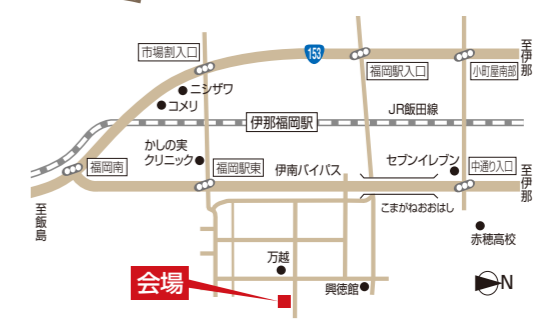 153
市場割入口
至伊那
福岡駅入口
小町屋南部
ニシザワ
コメリ
JR飯田線
伊那福岡駅
かしの実
クリニック
福岡南
福岡駅東
伊南バイパス
セブンイレブン
中通り入口
至伊那
至飯島
こまがねおおはし
赤穂高校
万越
会場
興徳館
N